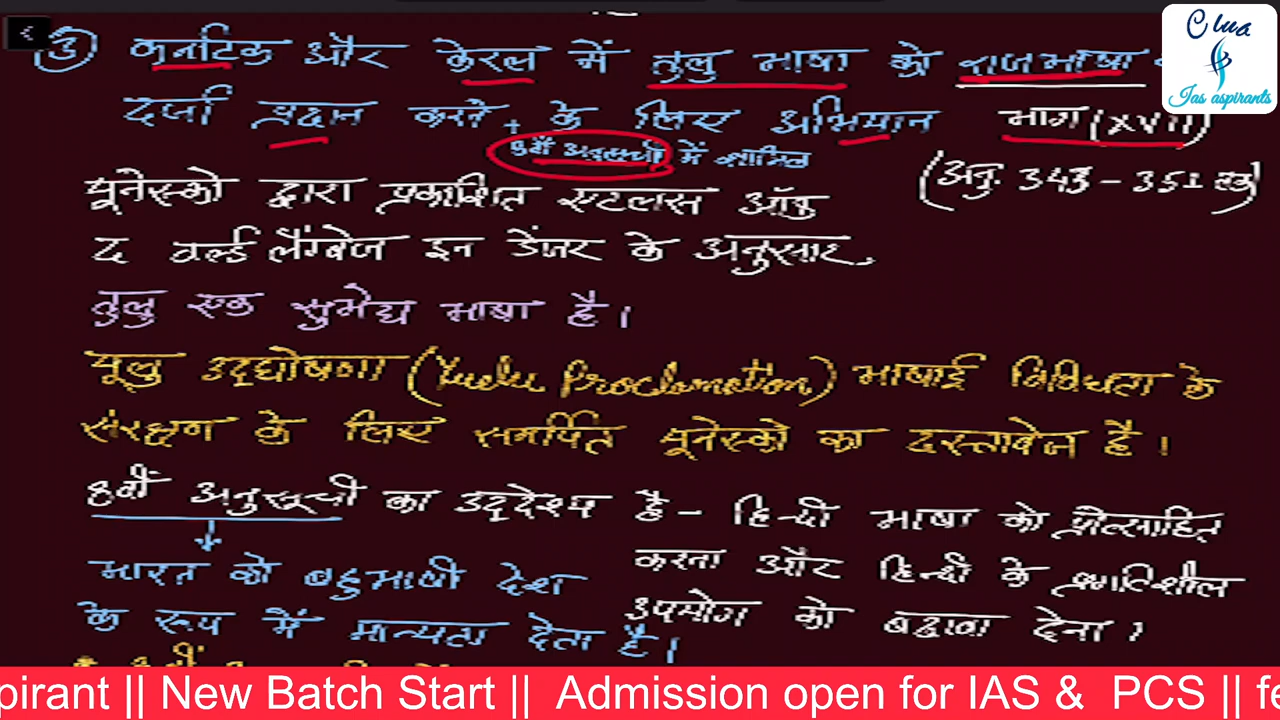 ③ कर्नाटक और केरल में तुलु भाषा को राजभाषा
दर्जा प्रदान करने + के लिए अभियान भाग (XVII)
8वीं अनुसूची में शामिल
(अनु. 343 - 351 तक)
यूनेस्को द्वारा प्रकाशित एटलस ऑफ
द वर्ल्ड लैंग्वेज इन डेंजर के अनुसार,
तुलु एक सुभेद्य भाषा है।
यूलु उद्घोषणा (Yuelu Proclamation) भाषाई विविधता के
संरक्षण के लिए समर्पित यूनेस्को का दस्तावेज है।
8वीं अनुसूची का उद्देश्य है - हिन्दी भाषा को प्रोत्साहित
करना और हिन्दी के प्रगतिशील
उपयोग को बढ़ावा देना।
भारत को बहुभाषी देश
के रूप में मान्यता देता है।
Clua
Ias aspirants
pirant || New Batch Start || Admission open for IAS & PCS || fe